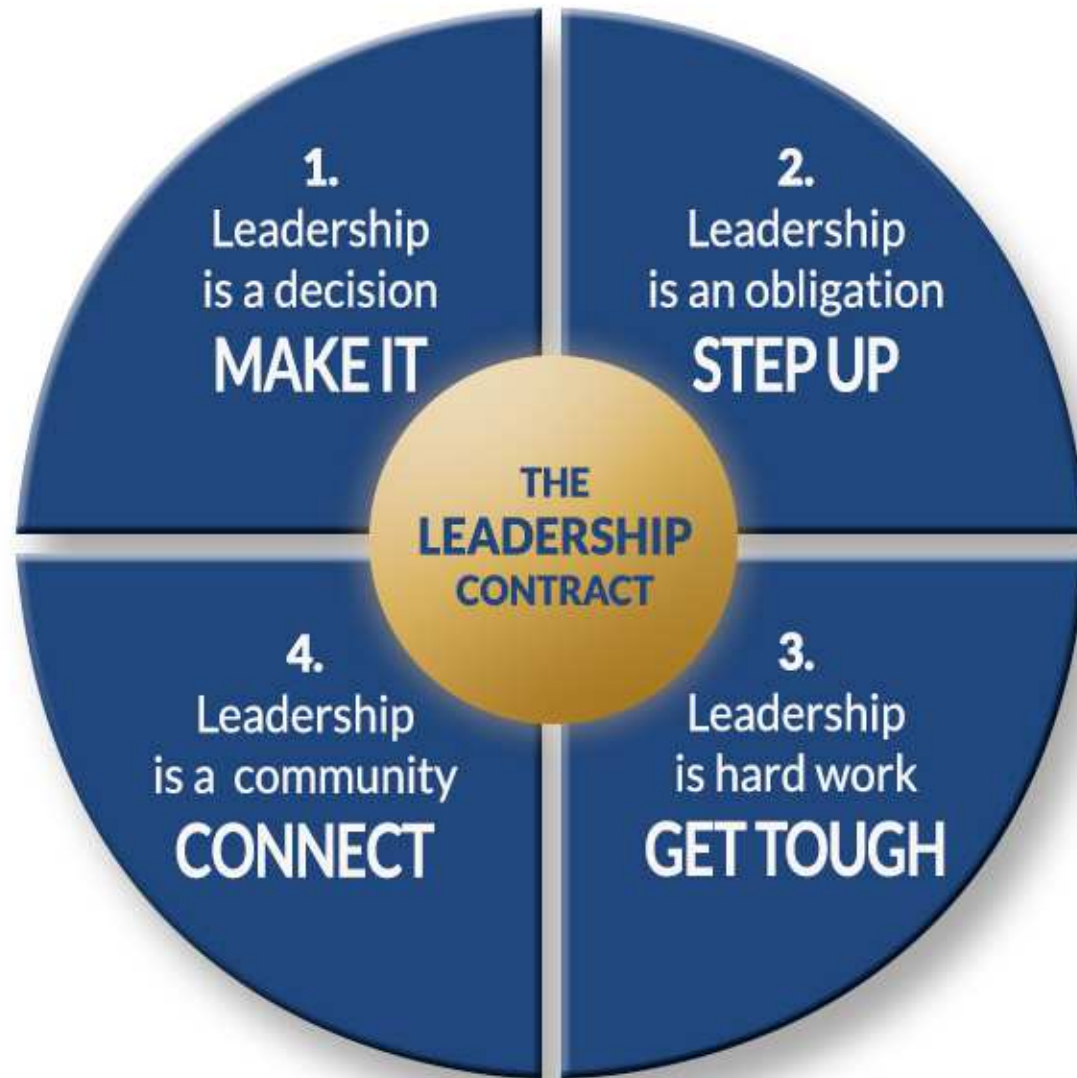 1.
Leadership
is a decision
MAKE IT
2.
Leadership
is an obligation
STEP UP
THE
LEADERSHIP
CONTRACT
3.
Leadership
is hard work
GET TOUGH
4.
Leadership
is a community
CONNECT